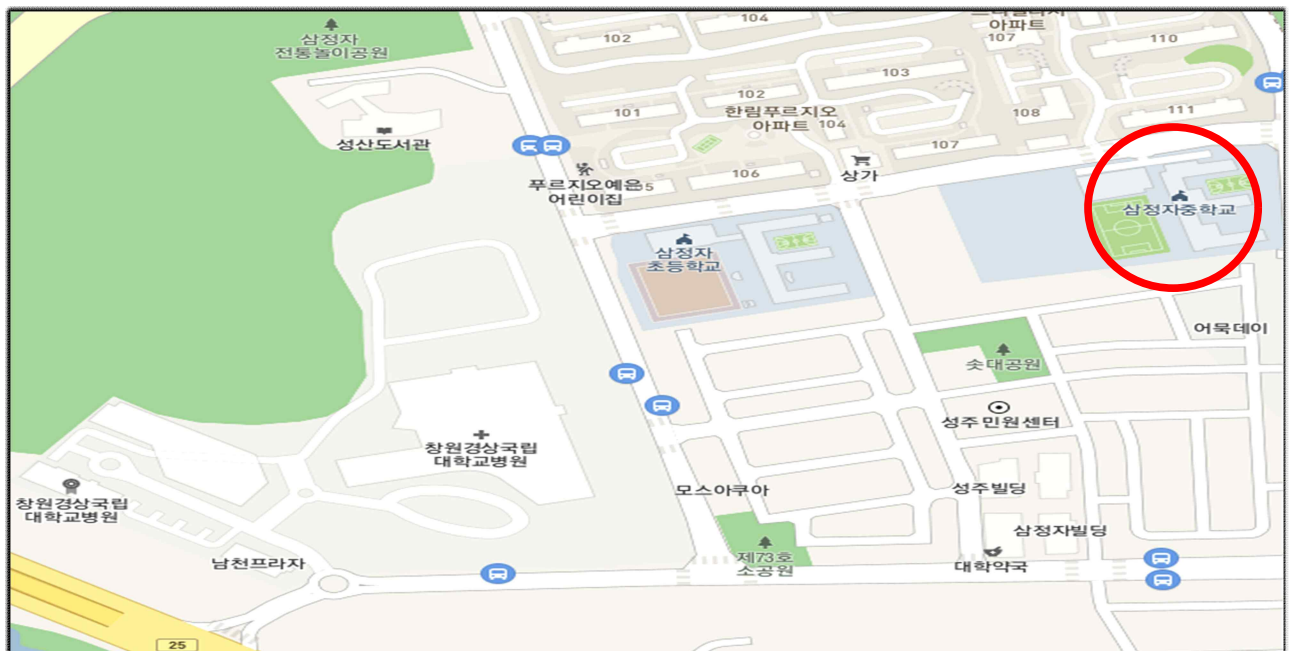 104
아파트
107
삼정자
전통놀이공원
102
110
103
102
101
한림푸르지오
아파트
104
108
111
성산도서관
107
106
상가
푸르지오예은
어린이집
삼정자중학교
삼정자
초등학교
어묵데이
솟대공원
성주민원센터
창원경상국립
대학교병원
모스아쿠아
성주빌딩
창원경상국립
대학교병원
삼정자빌딩
남천프라자
제73호
소공원
대학약국
25